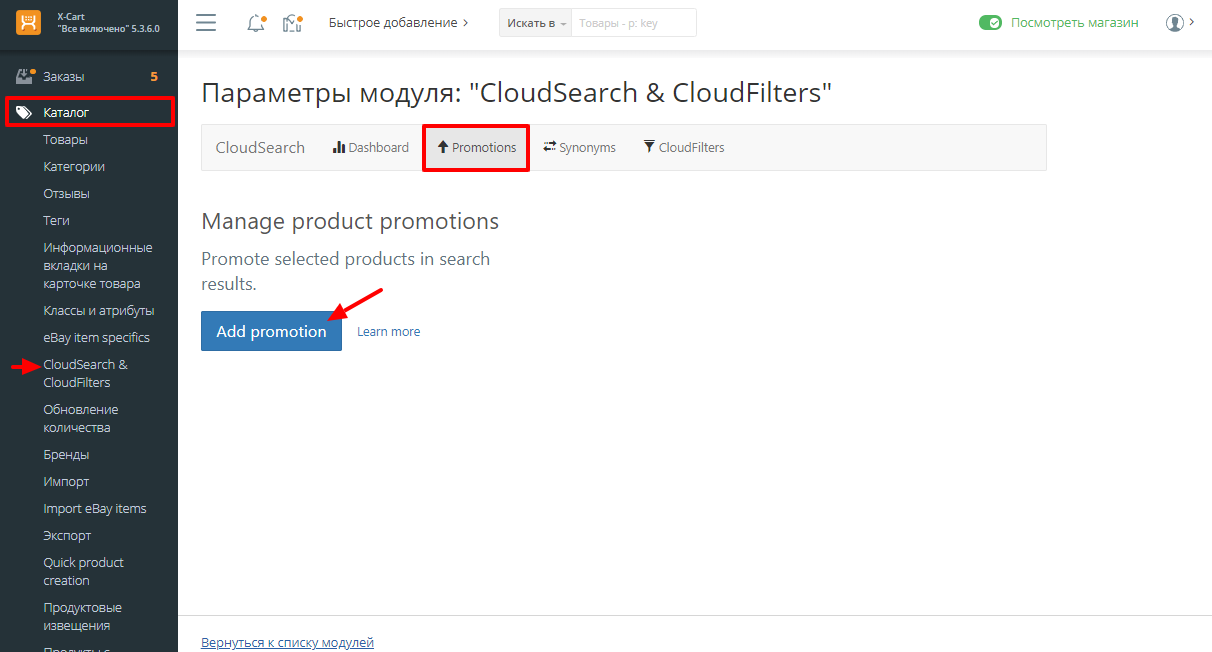 X-Cart
"Все включено" 5.3.6.0
Быстрое добавление
Искать в
Товары - p: key
Посмотреть магазин
Заказы 5
Каталог
Товары
Категории
Отзывы
Теги
Информационные
вкладки на
карточке товара
Классы и атрибуты
eBay item specifics
CloudSearch &
CloudFilters
Обновление
количества
Бренды
Импорт
Import eBay items
Экспорт
Quick product
creation
Продуктовые
извещения
Продукты с
Параметры модуля: "CloudSearch & CloudFilters"
CloudSearch Dashboard Promotions Synonyms CloudFilters
Manage product promotions
Promote selected products in search
results.
Add promotion Learn more
Вернуться к списку модулей